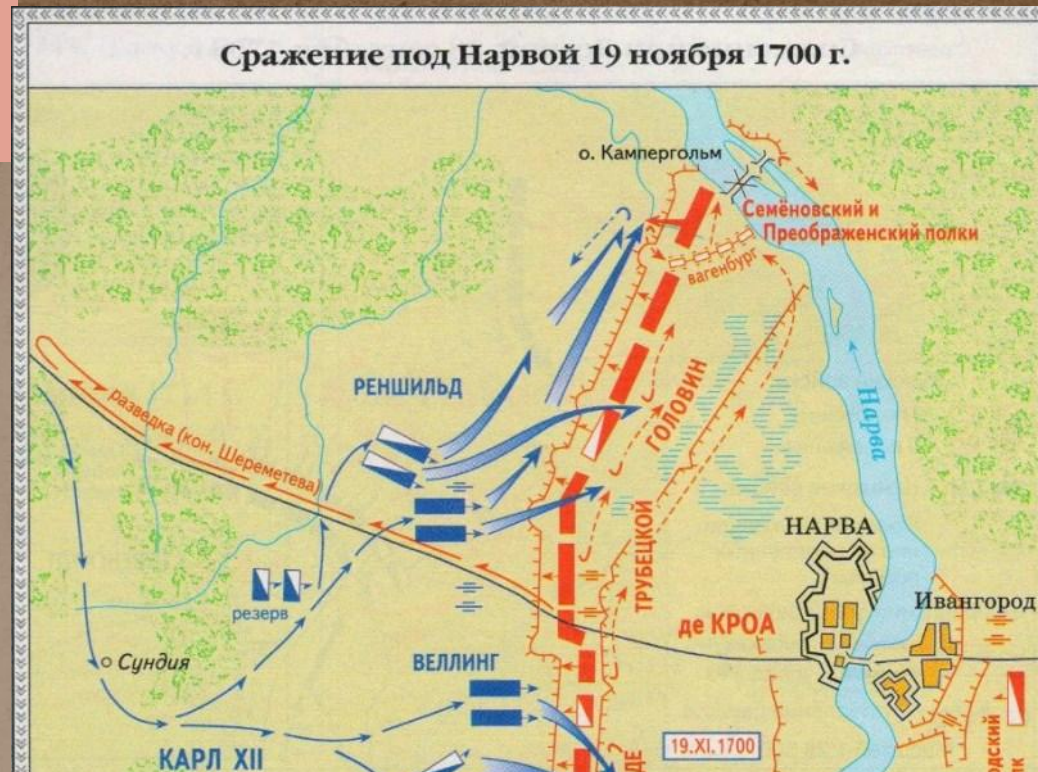 Сражение под Нарвой 19 ноября 1700 г.
о. Кампергольм
Семёновский и
Преображенский полки
вагенбург
РЕНШИЛЬД
разведка (кон. Шереметева)
ГОЛОВИН
Нарва
НАРВА
ТРУБЕЦКОЙ
резерв
Ивангород
де КРОА
Сундия
ВЕЛЛИНГ
КАРЛ XII
19.XI.1700